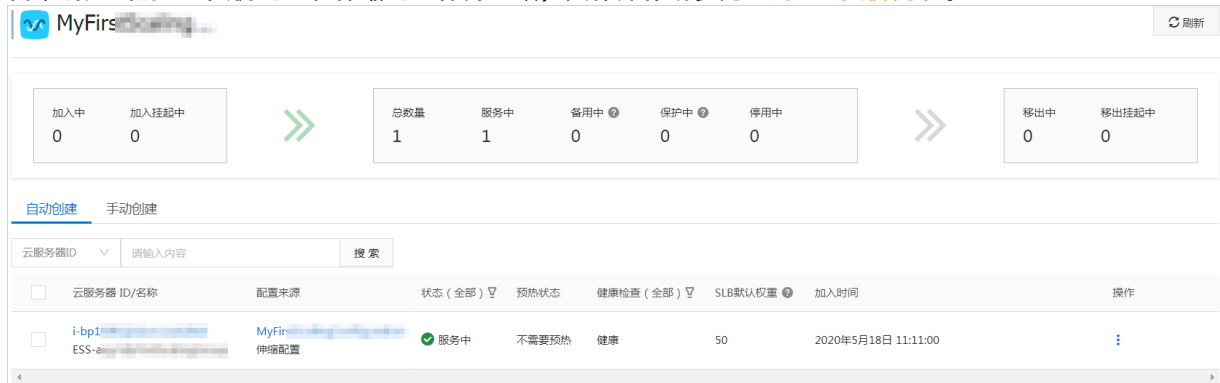 MyFirs
刷新
加入中 加入挂起中 总数量 服务中 备用中 保护中 停用中 移出中 移出挂起中
0 0 1 1 0 0 0 0 0
自动创建 手动创建
云服务器ID 请输入内容 搜索
云服务器 ID/名称 配置来源 状态（全部） 预热状态 健康检查（全部） SLB默认权重 加入时间 操作
i-bp1 MyFir 服务中 不需要预热 健康 50 2020年5月18日 11:11:00
ESS-a 伸缩配置